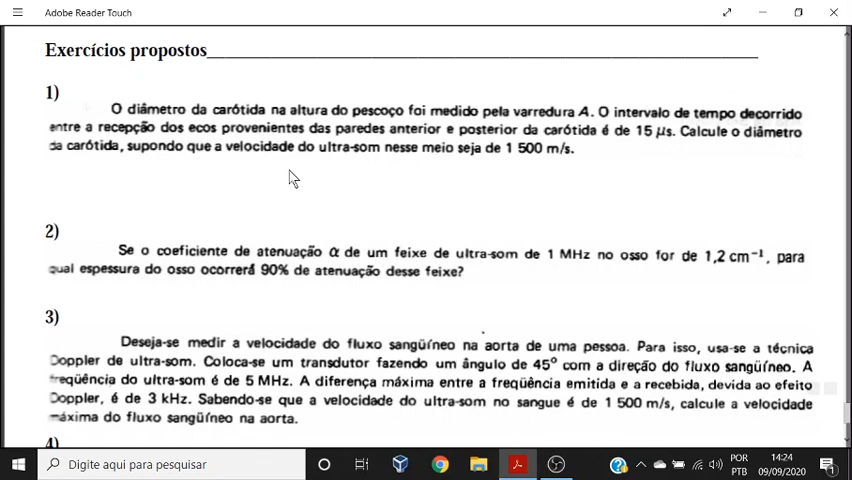 Adobe Reader Touch
Exercícios propostos
1)
O diâmetro da carótida na altura do pescoço foi medido pela varredura A. O intervalo de tempo decorrido
entre a recepção dos ecos provenientes das paredes anterior e posterior da carótida é de 15 μs. Calcule o diâmetro
da carótida, supondo que a velocidade do ultra-som nesse meio seja de 1 500 m/s.
2)
Se o coeficiente de atenuação α de um feixe de ultra-som de 1 MHz no osso for de 1,2 cm⁻¹, para
qual espessura do osso ocorrerá 90% de atenuação desse feixe?
3)
Deseja-se medir a velocidade do fluxo sangüíneo na aorta de uma pessoa. Para isso, usa-se a técnica
Doppler de ultra-som. Coloca-se um transdutor fazendo um ângulo de 45° com a direção do fluxo sangüíneo. A
freqüência do ultra-som é de 5 MHz. A diferença máxima entre a freqüência emitida e a recebida, devida ao efeito
Doppler, é de 3 kHz. Sabendo-se que a velocidade do ultra-som no sangue é de 1 500 m/s, calcule a velocidade
máxima do fluxo sangüíneo na aorta.
4)
Digite aqui para pesquisar
POR
PTB
14:24
09/09/2020
1